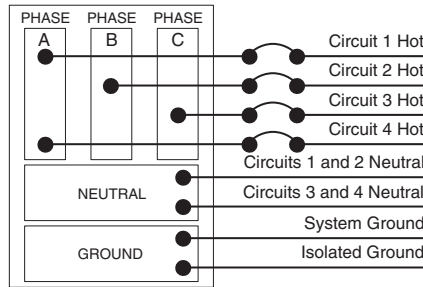 PHASE PHASE PHASE
A B C
Circuit 1 Hot
Circuit 2 Hot
Circuit 3 Hot
Circuit 4 Hot
Circuits 1 and 2 Neutral
NEUTRAL
Circuits 3 and 4 Neutral
System Ground
GROUND
Isolated Ground